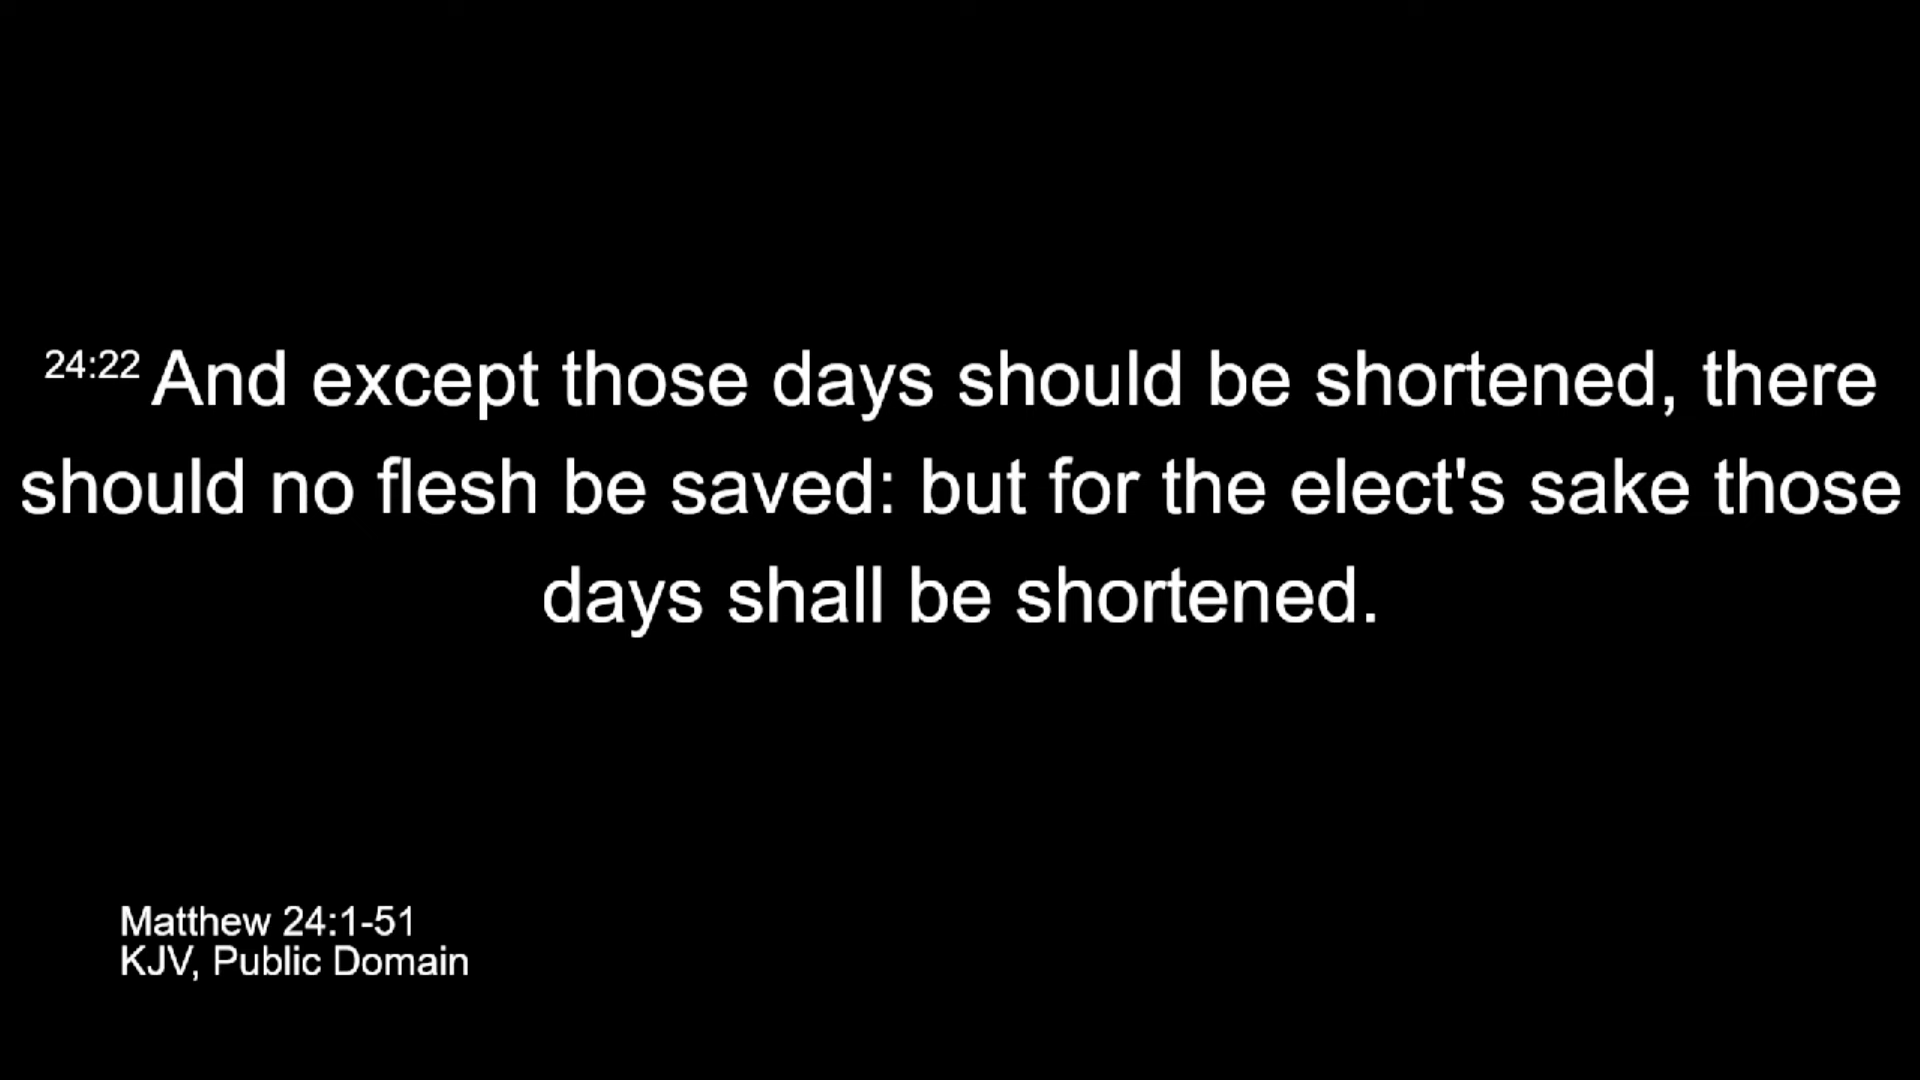 24:22 And except those days should be shortened, there
should no flesh be saved: but for the elect's sake those
days shall be shortened.
Matthew 24:1-51
KJV, Public Domain